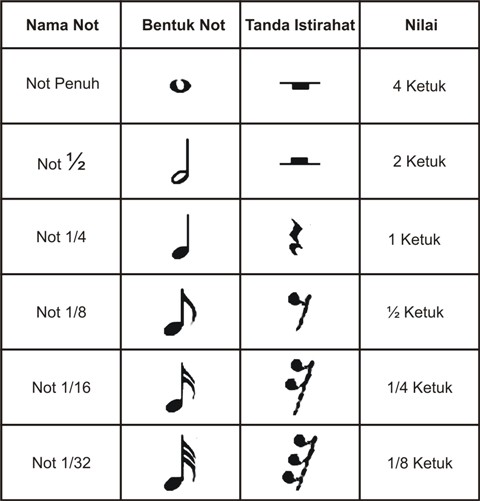 Nama Not Bentuk Not Tanda Istirahat Nilai
Not Penuh 4 Ketuk
Not ½ 2 Ketuk
Not 1/4 1 Ketuk
Not 1/8 ½ Ketuk
Not 1/16 1/4 Ketuk
Not 1/32 1/8 Ketuk